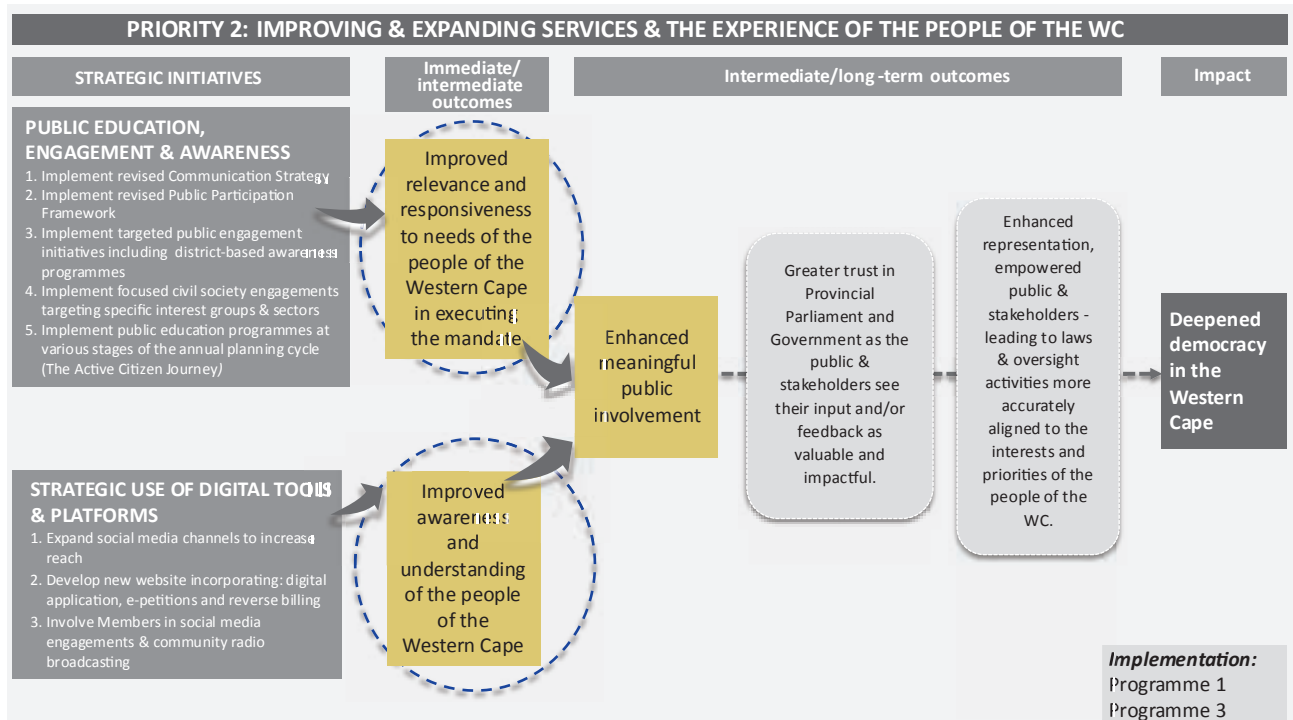 PRIORITY 2: IMPROVING & EXPANDING SERVICES & THE EXPERIENCE OF THE PEOPLE OF THE WC
STRATEGIC INITIATIVES
Immediate/
intermediate
outcomes
Intermediate/long-term outcomes
Impact
PUBLIC EDUCATION,
ENGAGEMENT & AWARENESS
1. Implement revised Communication Strategy
2. Implement revised Public Participation
Framework
3. Implement targeted public engagement
initiatives including district-based awareness
programmes
4. Implement focused civil society engagements
targeting specific interest groups & sectors
5. Implement public education programmes at
various stages of the annual planning cycle
(The Active Citizen Journey)
Improved
relevance and
responsiveness
to needs of the
people of the
Western Cape
in executing
the mandate
STRATEGIC USE OF DIGITAL TOOLS
& PLATFORMS
1. Expand social media channels to increase
reach
2. Develop new website incorporating: digital
application, e-petitions and reverse billing
3. Involve Members in social media
engagements & community radio
broadcasting
Improved
awareness
and
understanding
of the people
of the
Western Cape
Enhanced
meaningful
public
involvement
Greater trust in
Provincial
Parliament and
Government as the
public &
stakeholders see
their input and/or
feedback as
valuable and
impactful.
Enhanced
representation,
empowered
public &
stakeholders -
leading to laws
& oversight
activities more
accurately
aligned to the
interests and
priorities of the
people of the
WC.
Deepened
democracy
in the
Western
Cape
Implementation:
Programme 1
Programme 3